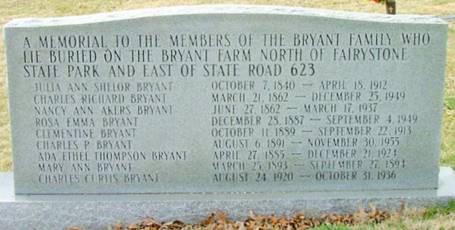 A MEMORIAL TO THE MEMBERS OF THE BRYANT FAMILY WHO
LIE BURIED ON THE BRYANT FARM NORTH OF FAIRYSTONE
STATE PARK AND EAST OF STATE ROAD 623
JULIA ANN SHELOR BRYANT OCTOBER 7, 1840 — APRIL 18, 1912
CHARLES RICHARD BRYANT MARCH 21, 1862 — DECEMBER 25, 1949
NANCY ANN AKERS BRYANT JUNE 27, 1862 — MARCH 17, 1937
ROSA EMMA BRYANT DECEMBER 28, 1887 — SEPTEMBER 4, 1949
CLEMENTINE BRYANT OCTOBER 11, 1889 — SEPTEMBER 22, 1913
CHARLES P. BRYANT AUGUST 6, 1891 — NOVEMBER 30, 1955
ADA ETHEL THOMPSON BRYANT APRIL 27, 1885 — DECEMBER 21, 1923
MARY ANN BRYANT MARCH 25, 1893 — SEPTEMBER 27, 1894
CHARLES CURTIS BRYANT AUGUST 24, 1920 — OCTOBER 31, 1936